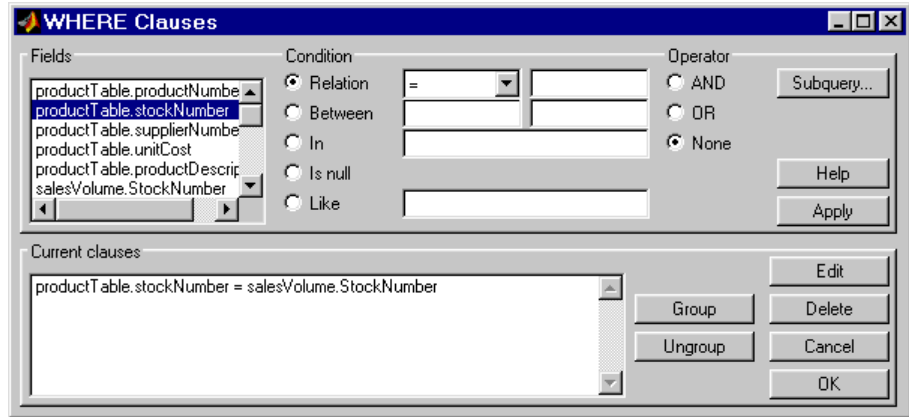 WHERE Clauses
Fields
Condition
Operator
productTable.productNumbe
productTable.stockNumber
productTable.supplierNumbe
productTable.unitCost
productTable.productDescrip
salesVolume.StockNumber
Relation
=
Between
In
Is null
Like
AND
OR
None
Subquery...
Help
Apply
Current clauses
productTable.stockNumber = salesVolume.StockNumber
Group
Ungroup
Edit
Delete
Cancel
OK